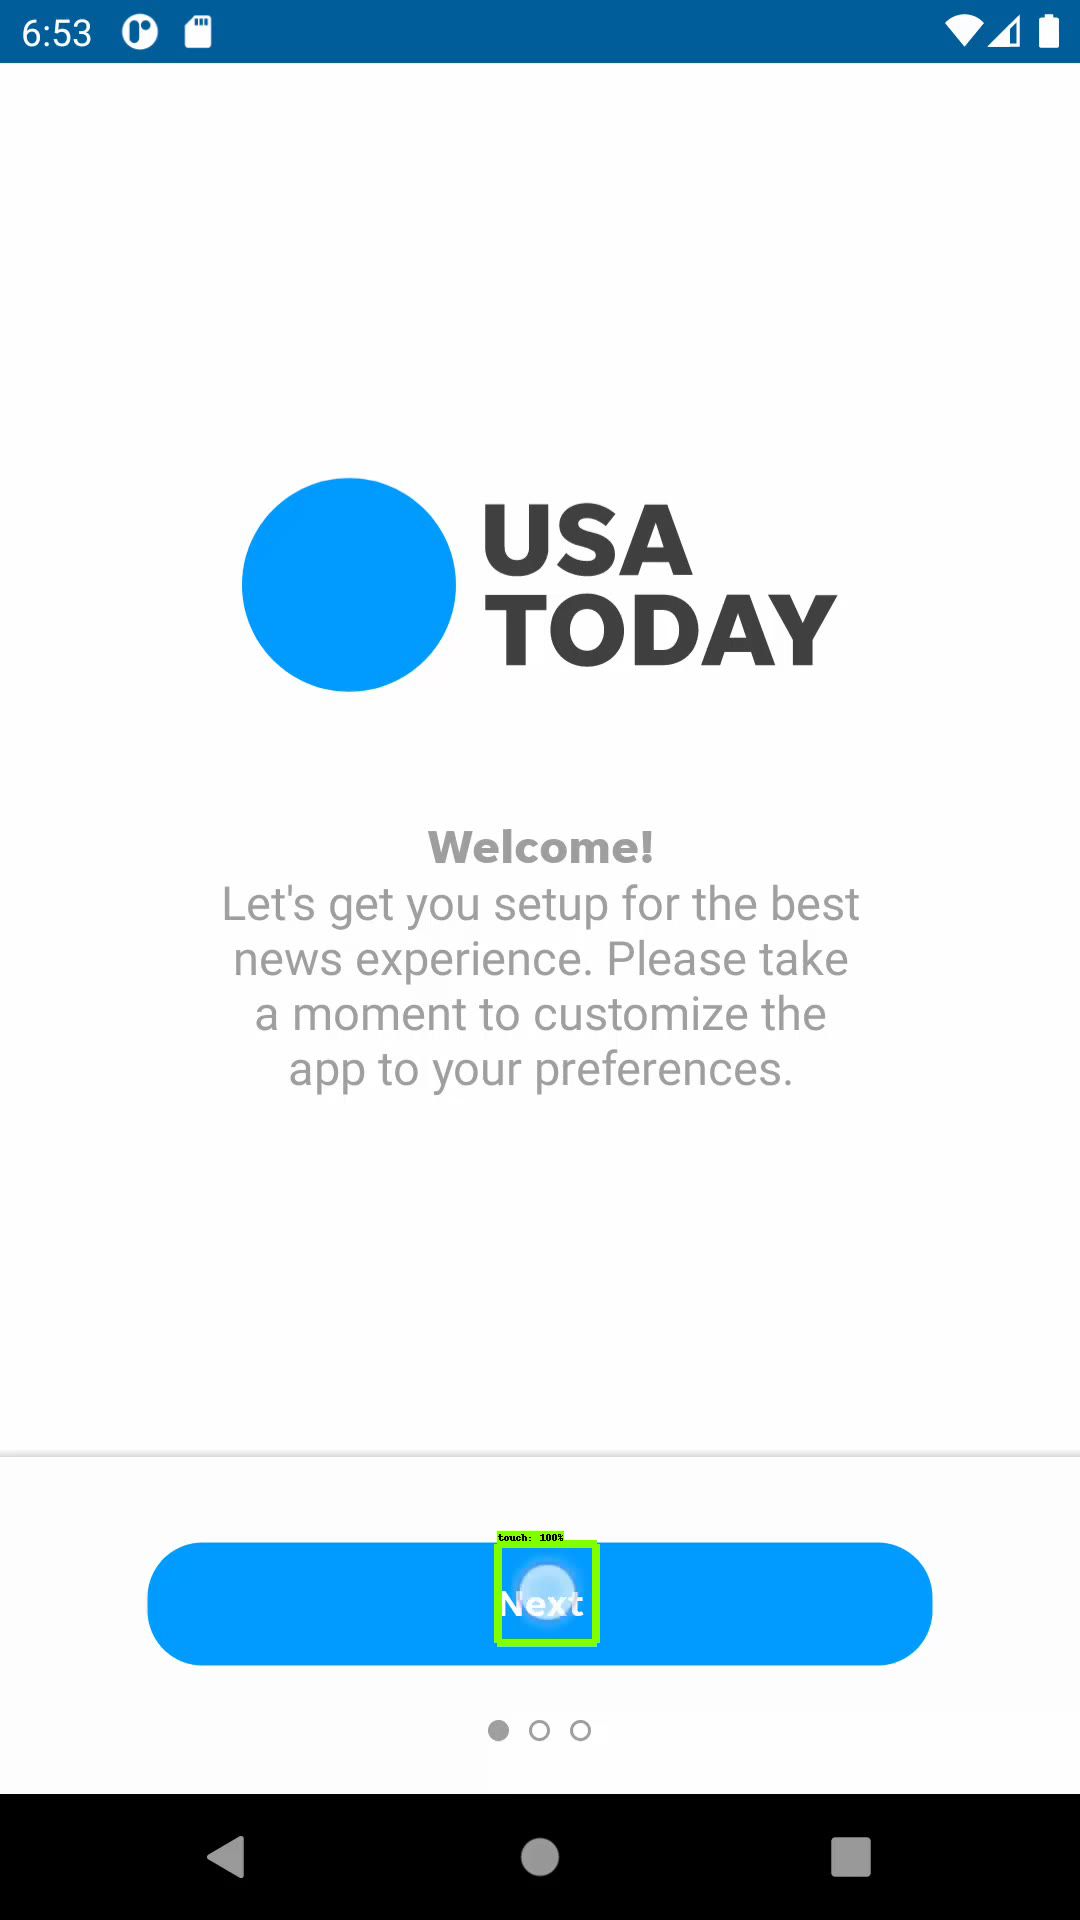 6:53
USA
TODAY
Welcome!
Let's get you setup for the best
news experience. Please take
a moment to customize the
app to your preferences.
touch: 100%
Next